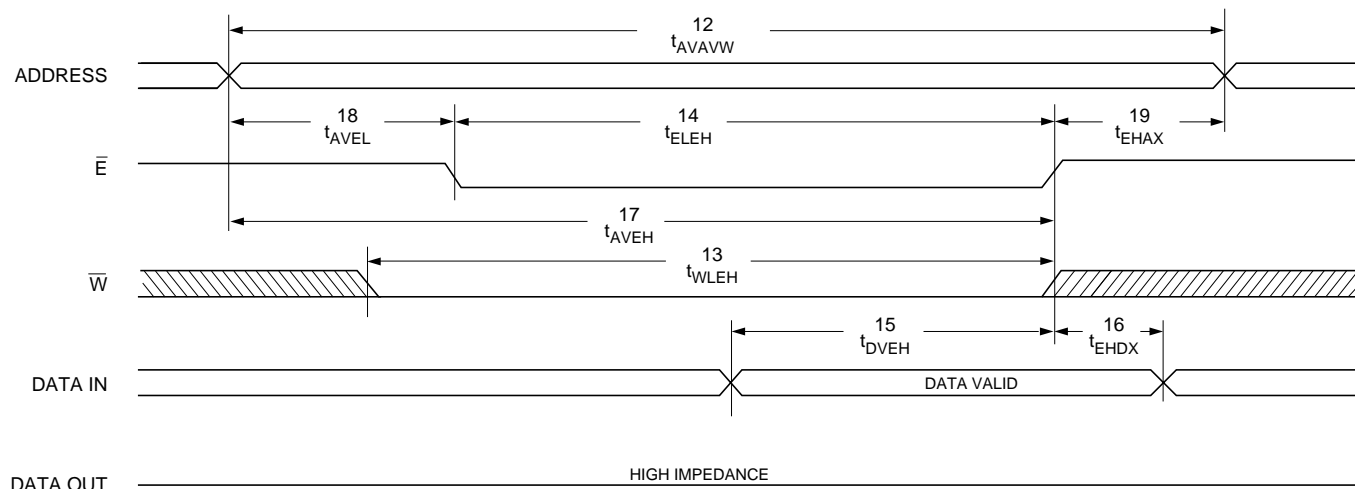 12
tAVAVW
ADDRESS
18
tAVEL
14
tELEH
19
tEHAX
E̅
17
tAVEH
13
tWLEH
W̅
15
tDVEH
16
tEHDX
DATA IN
DATA VALID
HIGH IMPEDANCE
DATA OUT